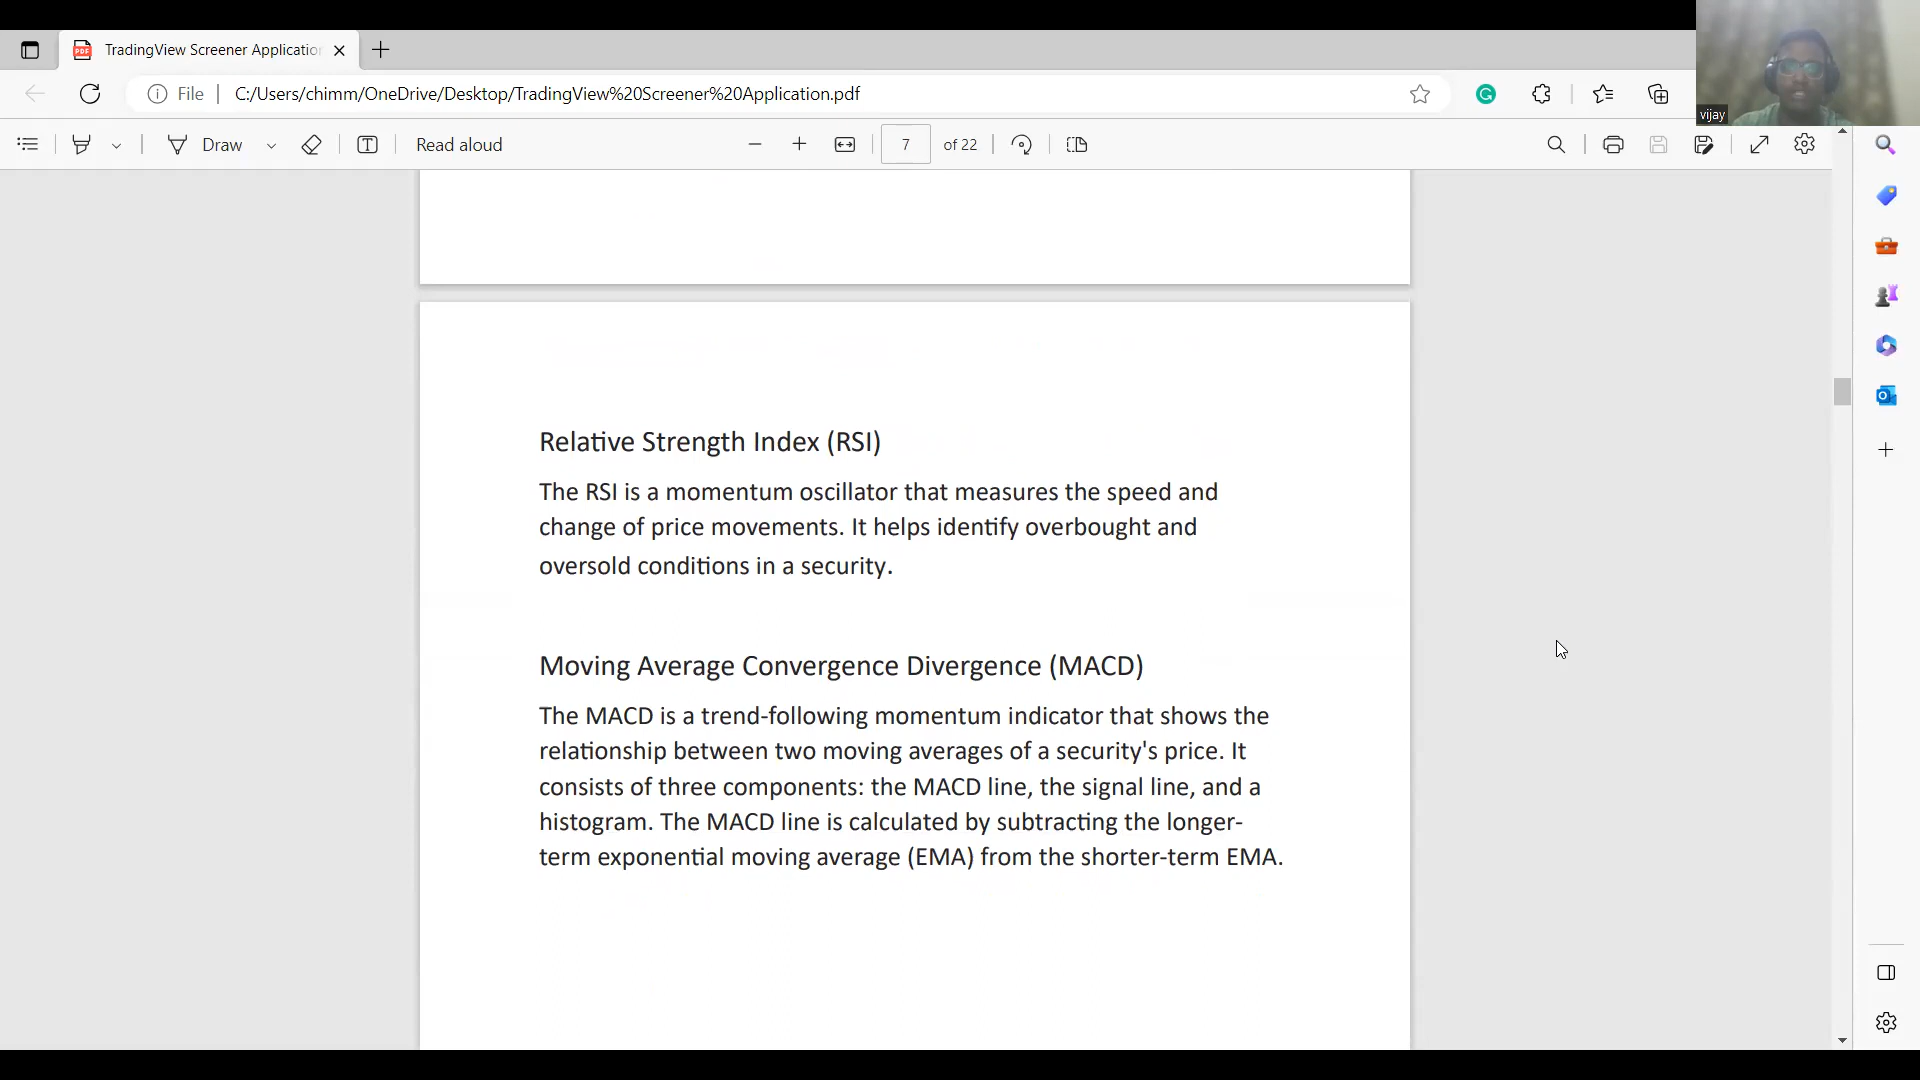 TradingView Screener Applicatio
File
C:/Users/chimm/OneDrive/Desktop/TradingView%20Screener%20Application.pdf
vijay
Draw
Read aloud
7
of 22
Relative Strength Index (RSI)
The RSI is a momentum oscillator that measures the speed and
change of price movements. It helps identify overbought and
oversold conditions in a security.
Moving Average Convergence Divergence (MACD)
The MACD is a trend-following momentum indicator that shows the
relationship between two moving averages of a security's price. It
consists of three components: the MACD line, the signal line, and a
histogram. The MACD line is calculated by subtracting the longer-
term exponential moving average (EMA) from the shorter-term EMA.